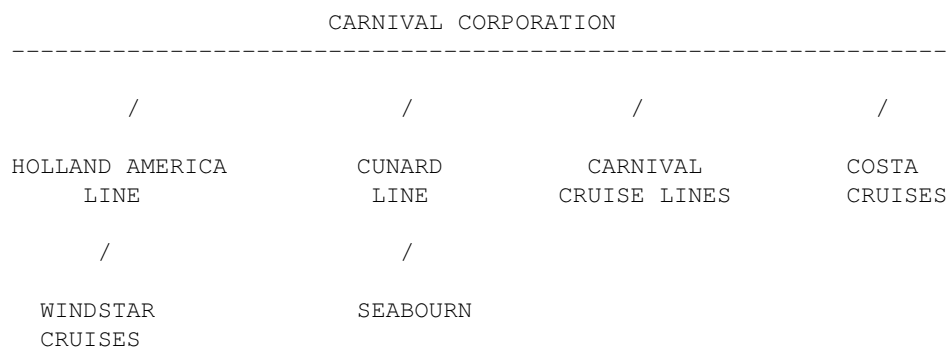 CARNIVAL CORPORATION
-----------------------------------------------------------------
/ / / /
HOLLAND AMERICA CUNARD CARNIVAL COSTA
LINE LINE CRUISE LINES CRUISES
/ /
WINDSTAR SEABOURN
CRUISES